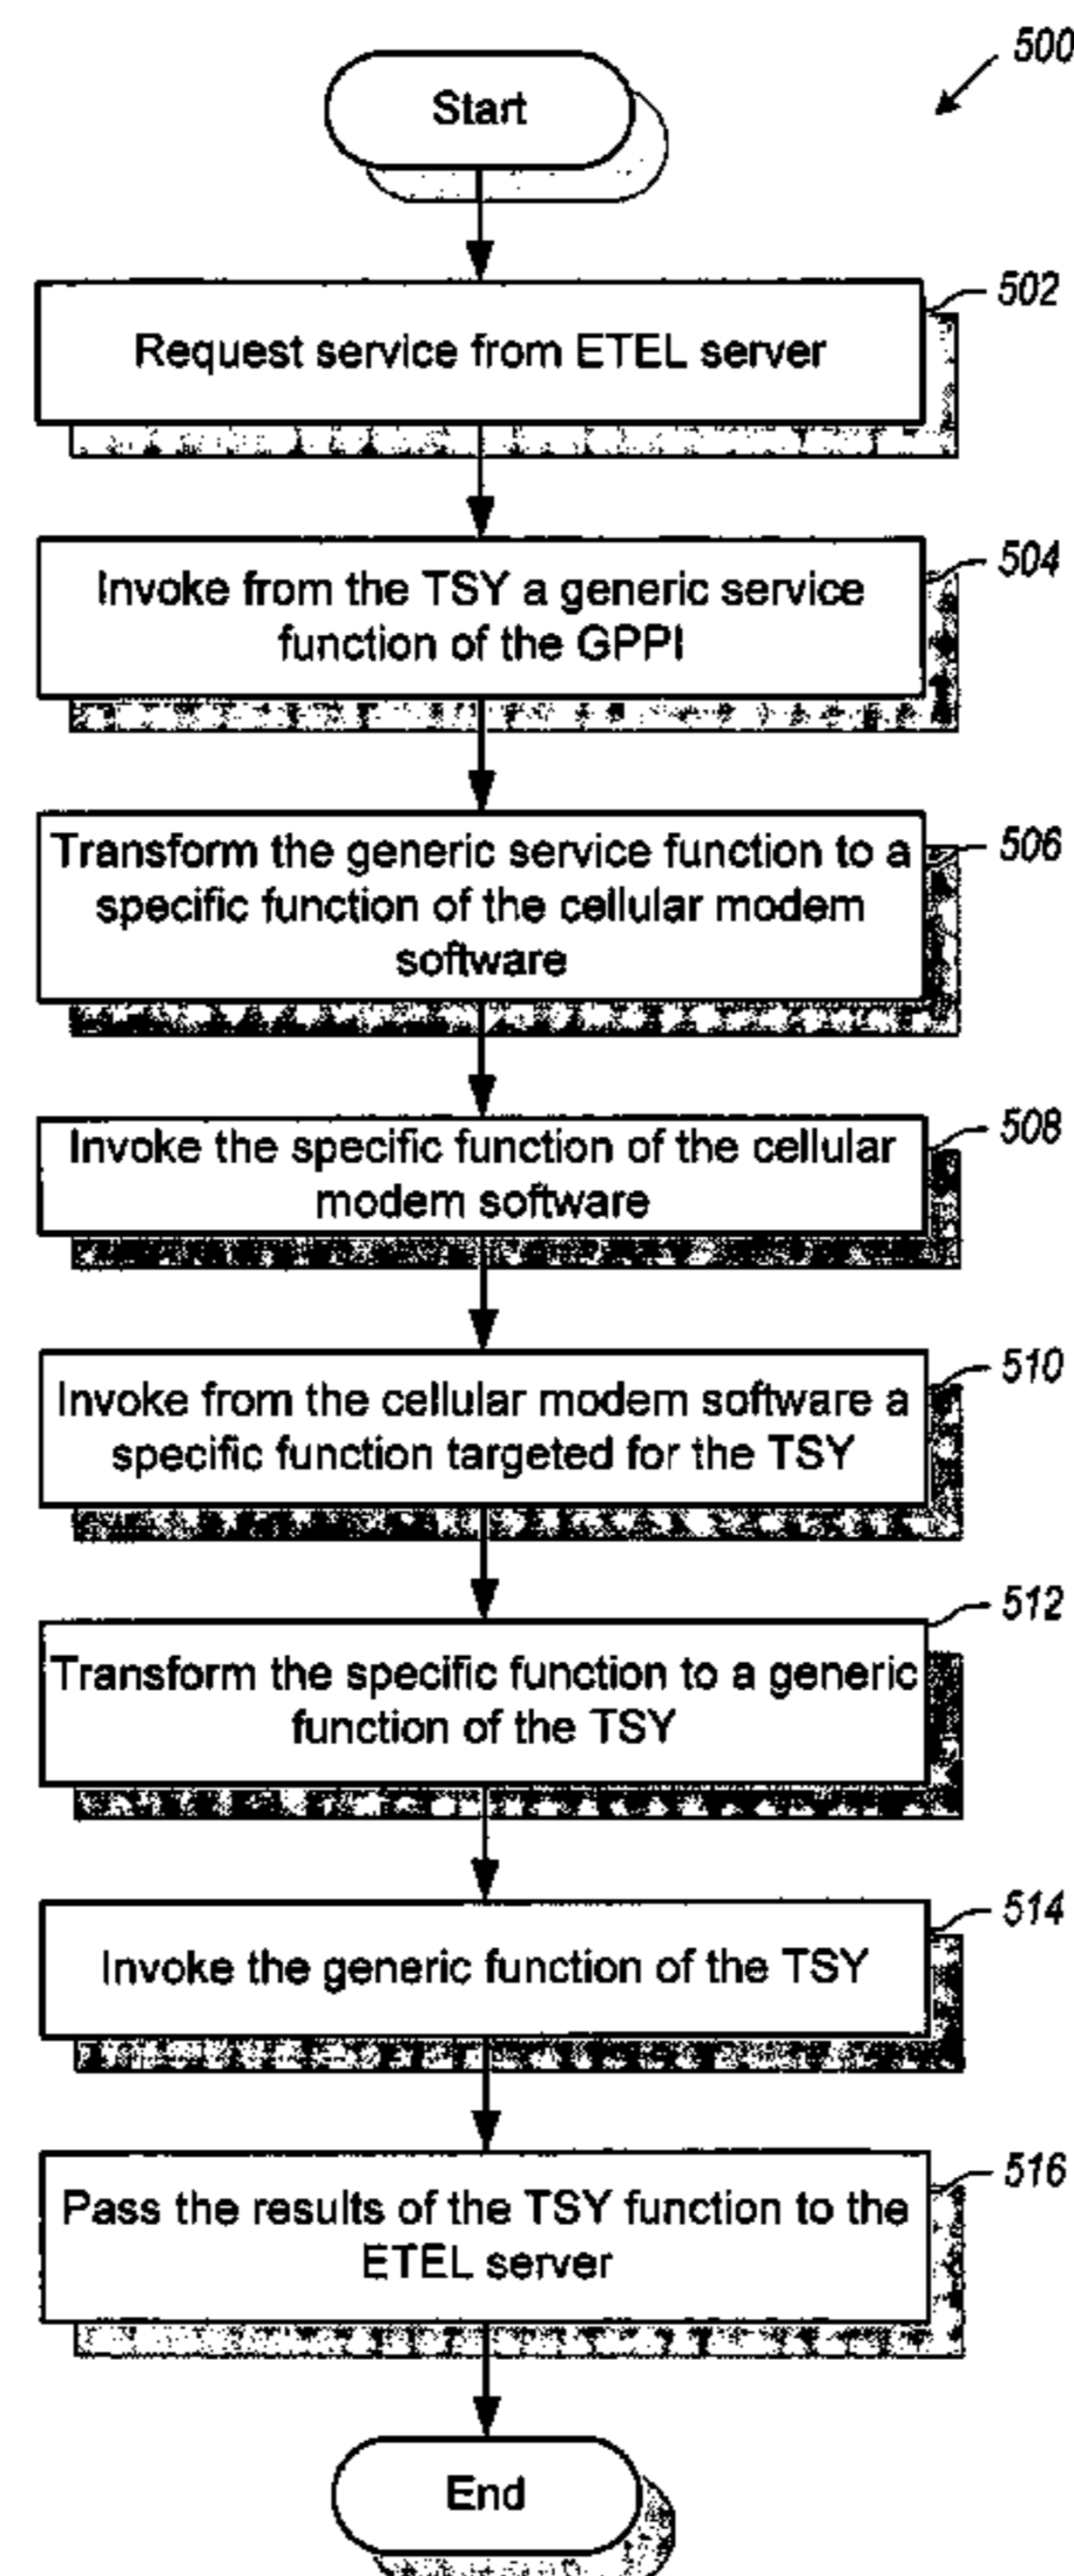 500
Start
502
Request service from ETEL server
504
Invoke from the TSY a generic service
function of the GPPI
506
Transform the generic service function to a
specific function of the cellular modem
software
508
Invoke the specific function of the cellular
modem software
510
Invoke from the cellular modem software a
specific function targeted for the TSY
512
Transform the specific function to a generic
function of the TSY
514
Invoke the generic function of the TSY
516
Pass the results of the TSY function to the
ETEL server
End